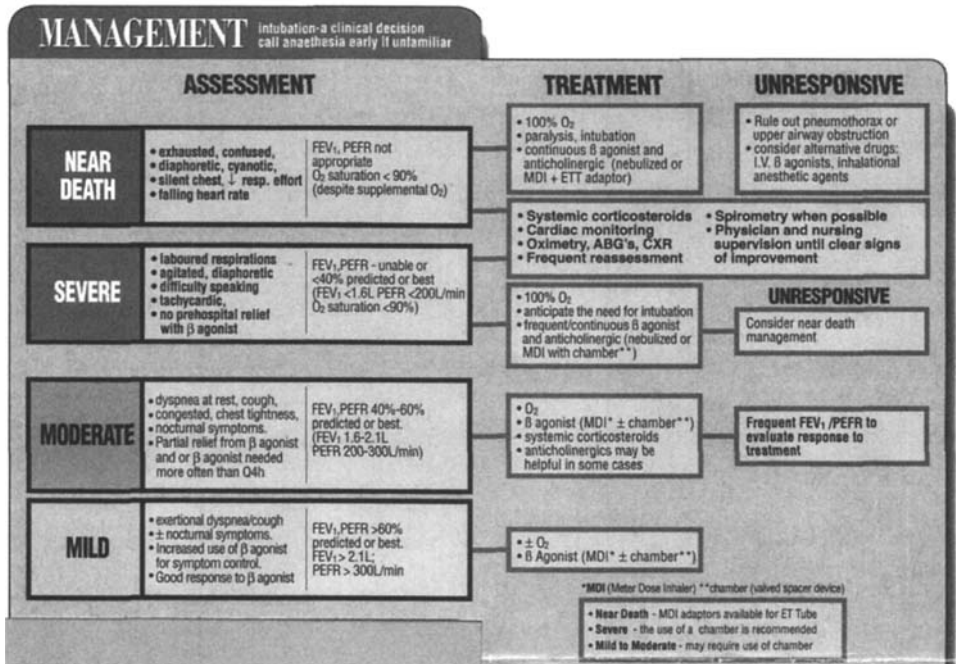 MANAGEMENT
intubation-a clinical decision
call anaesthesia early if unfamiliar
ASSESSMENT
TREATMENT
UNRESPONSIVE
NEAR
DEATH
• exhausted, confused,
• diaphoretic, cyanotic,
• silent chest, ↓ resp. effort
• falling heart rate
FEV₁, PEFR not
appropriate
O₂ saturation < 90%
(despite supplemental O₂)
• 100% O₂
• paralysis, intubation
• continuous ß agonist and
anticholinergic (nebulized or
MDI + ETT adaptor)
• Rule out pneumothorax or
upper airway obstruction
• consider alternative drugs:
I.V. ß agonists, inhalational
anesthetic agents
• Systemic corticosteroids
• Cardiac monitoring
• Oximetry, ABG's, CXR
• Frequent reassessment
• Spirometry when possible
• Physician and nursing
supervision until clear signs
of improvement
SEVERE
• laboured respirations
• agitated, diaphoretic
• difficulty speaking
• tachycardic,
• no prehospital relief
with β agonist
FEV₁,PEFR - unable or
<40% predicted or best
(FEV₁ <1.6L PEFR <200L/min
O₂ saturation <90%)
• 100% O₂
• anticipate the need for intubation
• frequent/continuous ß agonist
and anticholinergic (nebulized or
MDI with chamber**)
UNRESPONSIVE
Consider near death
management
MODERATE
• dyspnea at rest, cough,
• congested, chest tightness,
• nocturnal symptoms.
• Partial relief from β agonist
and or β agonist needed
more often than Q4h
FEV₁,PEFR 40%-60%
predicted or best.
(FEV₁ 1.6-2.1L
PEFR 200-300L/min)
• O₂
• ß agonist (MDI* ± chamber**)
• systemic corticosteroids
• anticholinergics may be
helpful in some cases
Frequent FEV₁ /PEFR to
evaluate response to
treatment
MILD
• exertional dyspnea/cough
• ± nocturnal symptoms.
• Increased use of β agonist
for symptom control.
• Good response to β agonist
FEV₁,PEFR >60%
predicted or best.
FEV₁ > 2.1L;
PEFR > 300L/min
• ± O₂
• ß Agonist (MDI* ± chamber**)
*MDI (Meter Dose Inhaler) **chamber (valved spacer device)
• Near Death - MDI adaptors available for ET Tube
• Severe - the use of a chamber is recommended
• Mild to Moderate - may require use of chamber